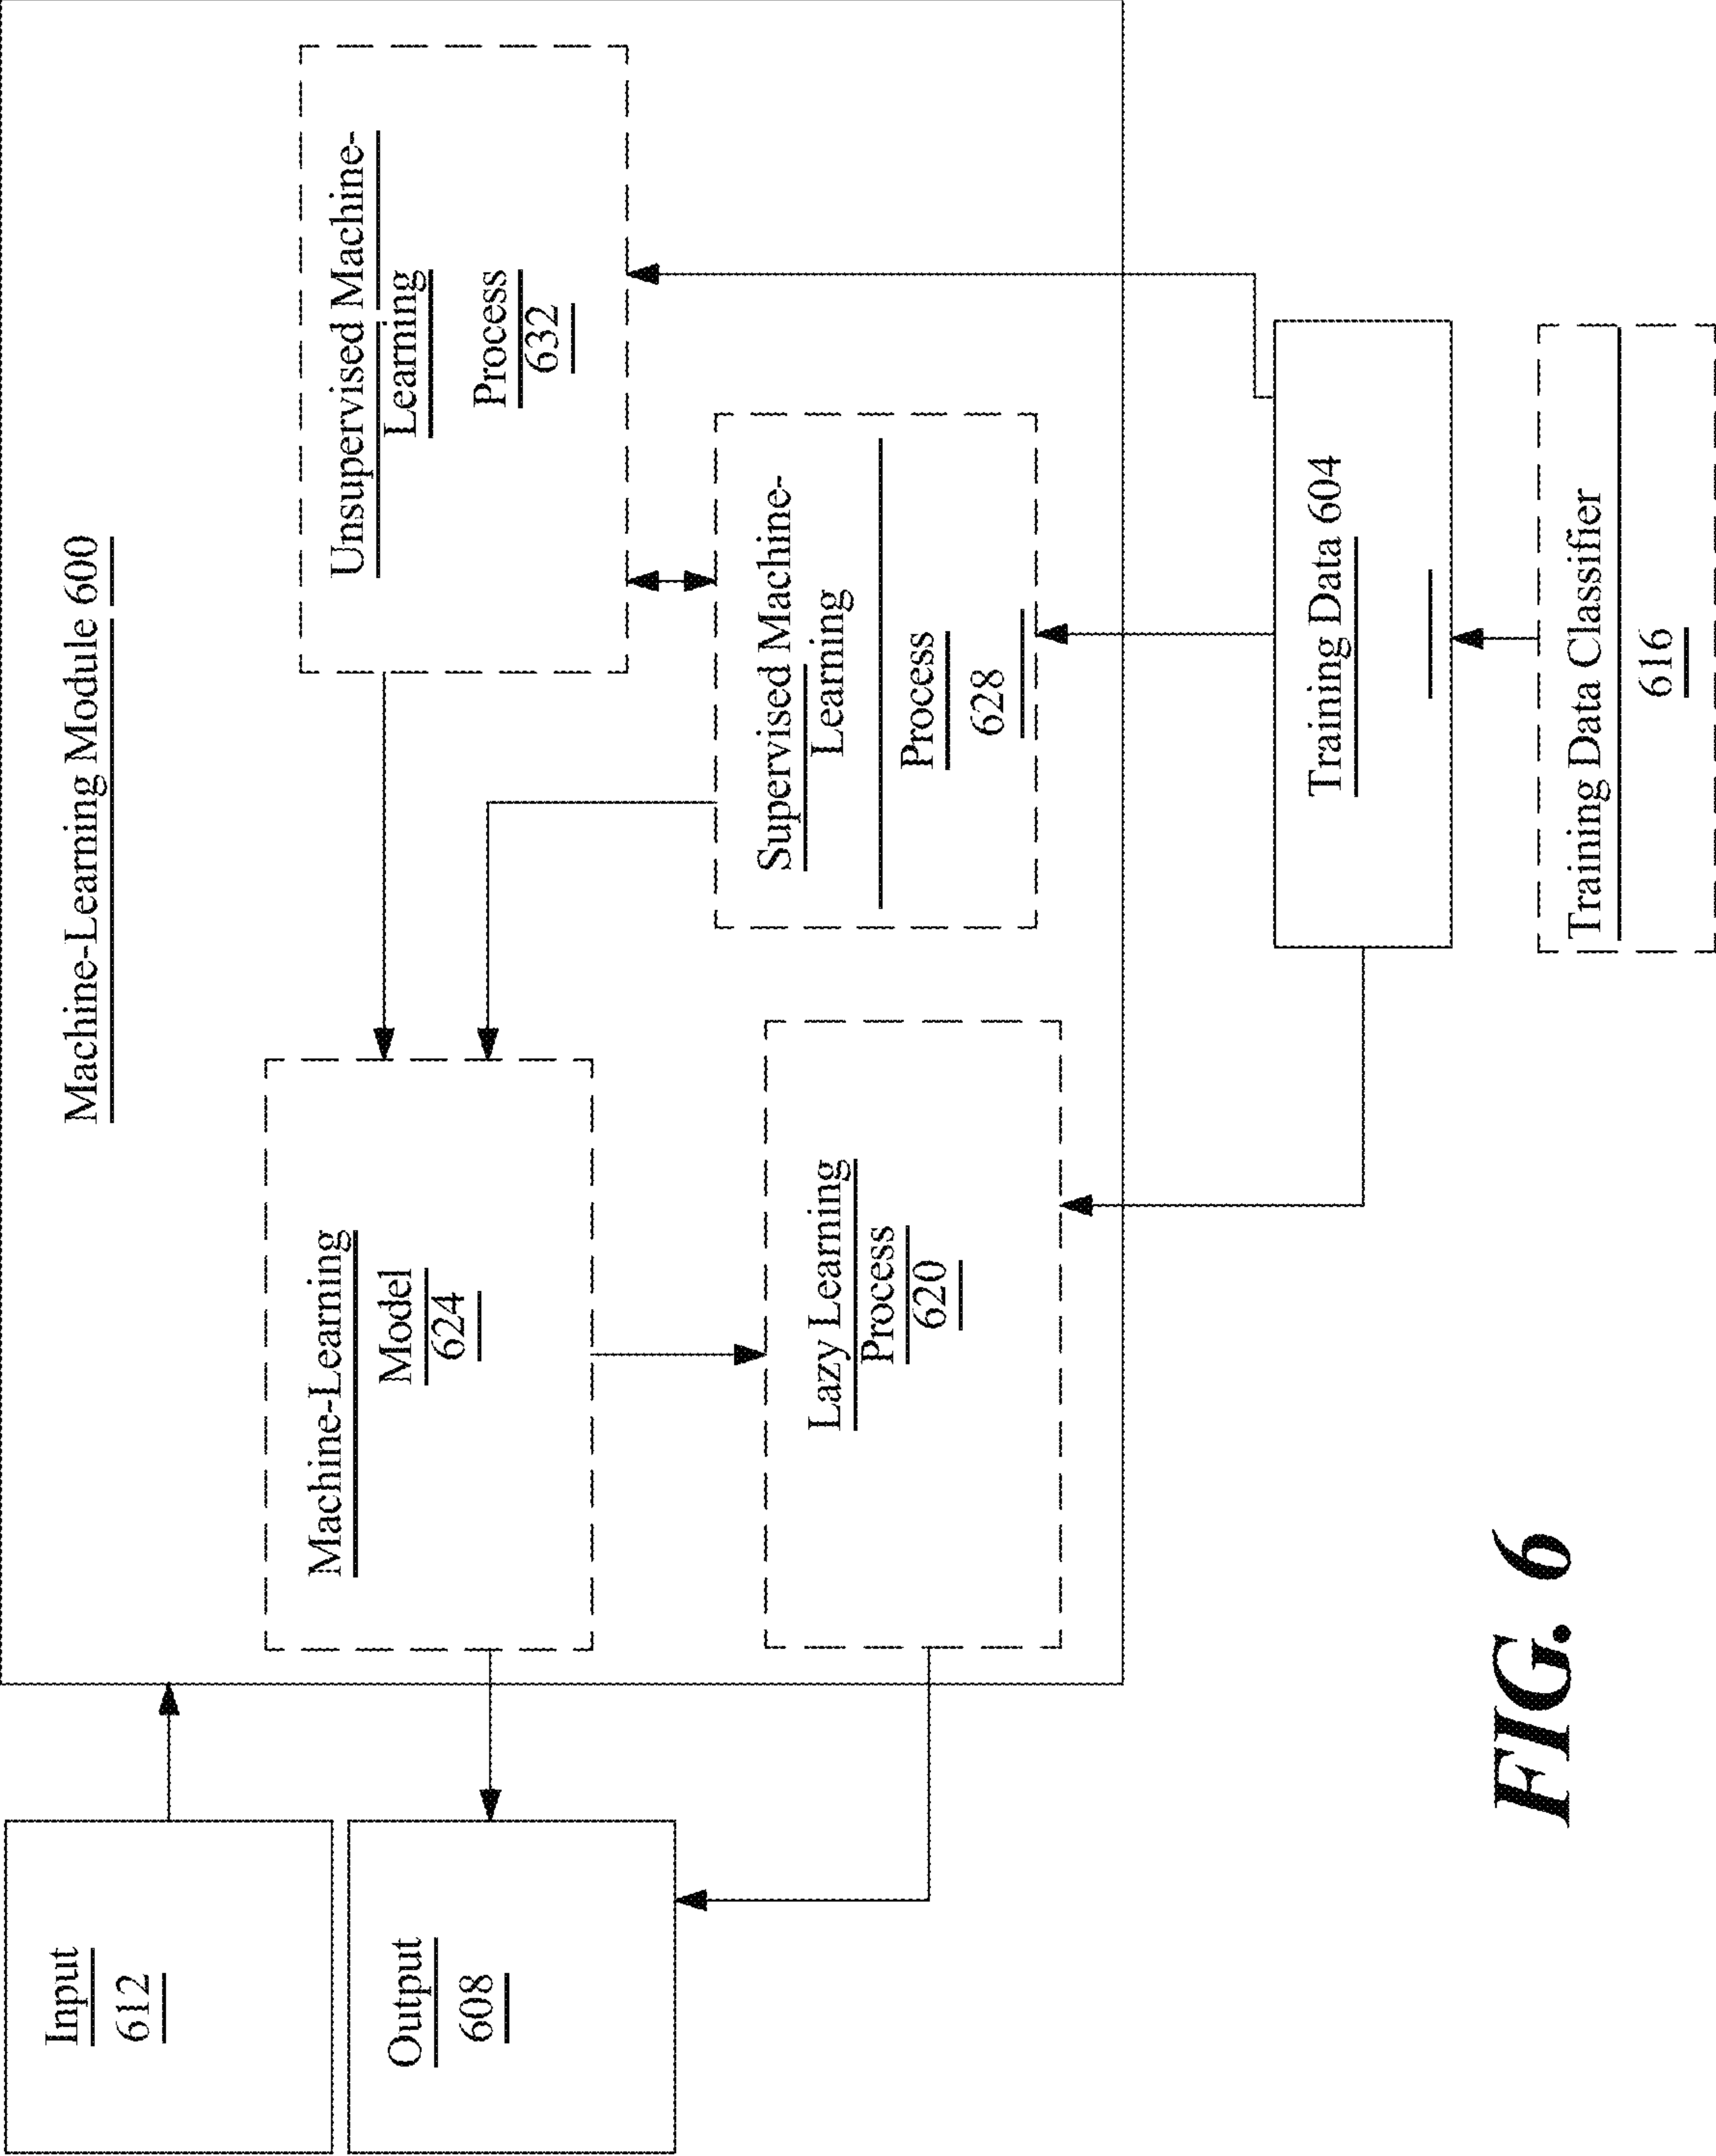 Machine-Learning Module 600
Input
612
Output
608
Machine-Learning
Model
624
Unsupervised Machine-
Learning
Process
632
Lazy Learning
Process
620
Supervised Machine-
Learning
Process
628
Training Data 604
Training Data Classifier
616
FIG. 6